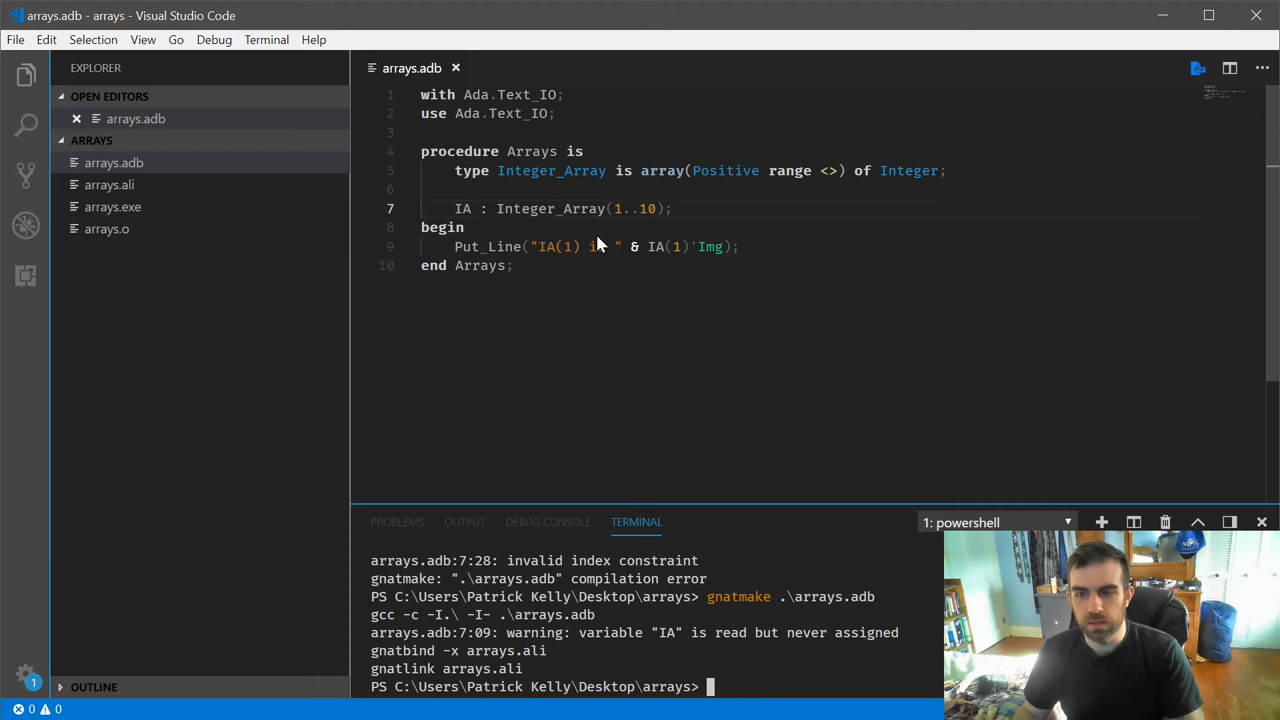 arrays.adb - arrays - Visual Studio Code
File Edit Selection View Go Debug Terminal Help
EXPLORER
OPEN EDITORS
arrays.adb
ARRAYS
arrays.adb
arrays.ali
arrays.exe
arrays.o
OUTLINE
1
arrays.adb
1 with Ada.Text_IO;
2 use Ada.Text_IO;
3
4 procedure Arrays is
5 type Integer_Array is array(Positive range <>) of Integer;
6
7 IA : Integer_Array(1..10);
8 begin
9 Put_Line("IA(1) i " & IA(1)'Img);
10 end Arrays;
PROBLEMS OUTPUT DEBUG CONSOLE TERMINAL 1: powershell
arrays.adb:7:28: invalid index constraint
gnatmake: ".\arrays.adb" compilation error
PS C:\Users\Patrick Kelly\Desktop\arrays> gnatmake .\arrays.adb
gcc -c -I.\ -I- .\arrays.adb
arrays.adb:7:09: warning: variable "IA" is read but never assigned
gnatbind -x arrays.ali
gnatlink arrays.ali
PS C:\Users\Patrick Kelly\Desktop\arrays>
0 0